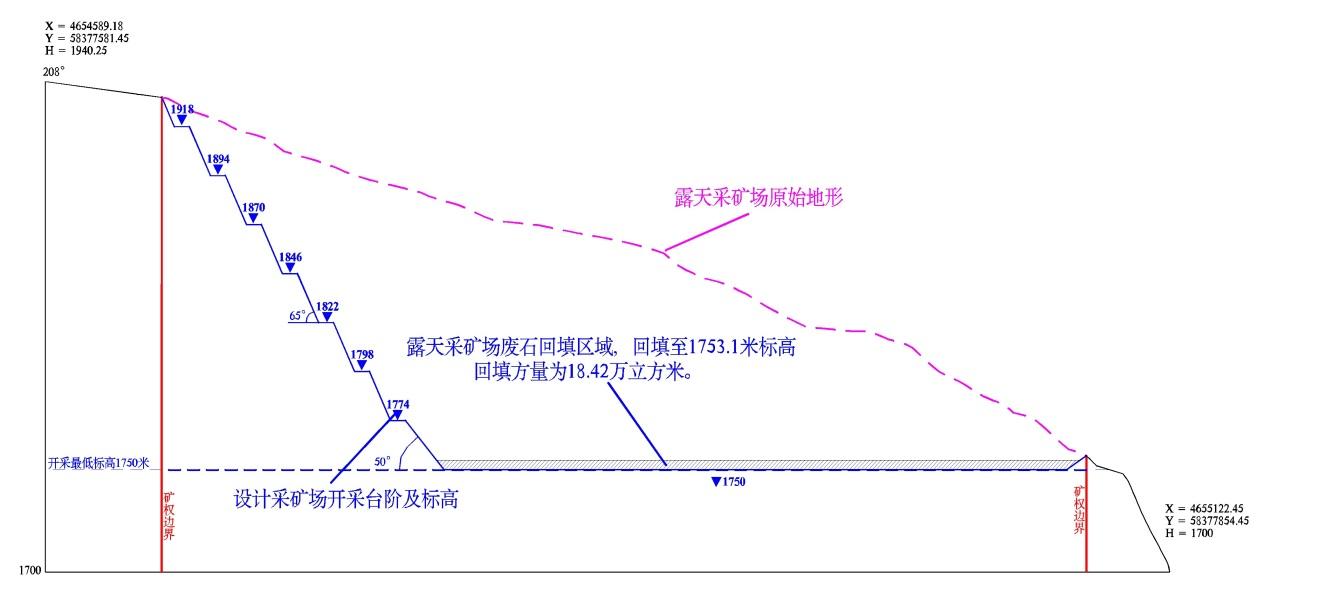 X = 4654589.18
Y = 58377581.45
H = 1940.25
208°
1918
1894
1870
1846
65°
1822
1798
1774
50°
露天采矿场原始地形
露天采矿场废石回填区域，回填至1753.1米标高
回填方量为18.42万立方米。
开采最低标高1750米
1750
设计采矿场开采台阶及标高
矿权边界
矿权边界
X = 4655122.45
Y = 58377854.45
H = 1700
1700